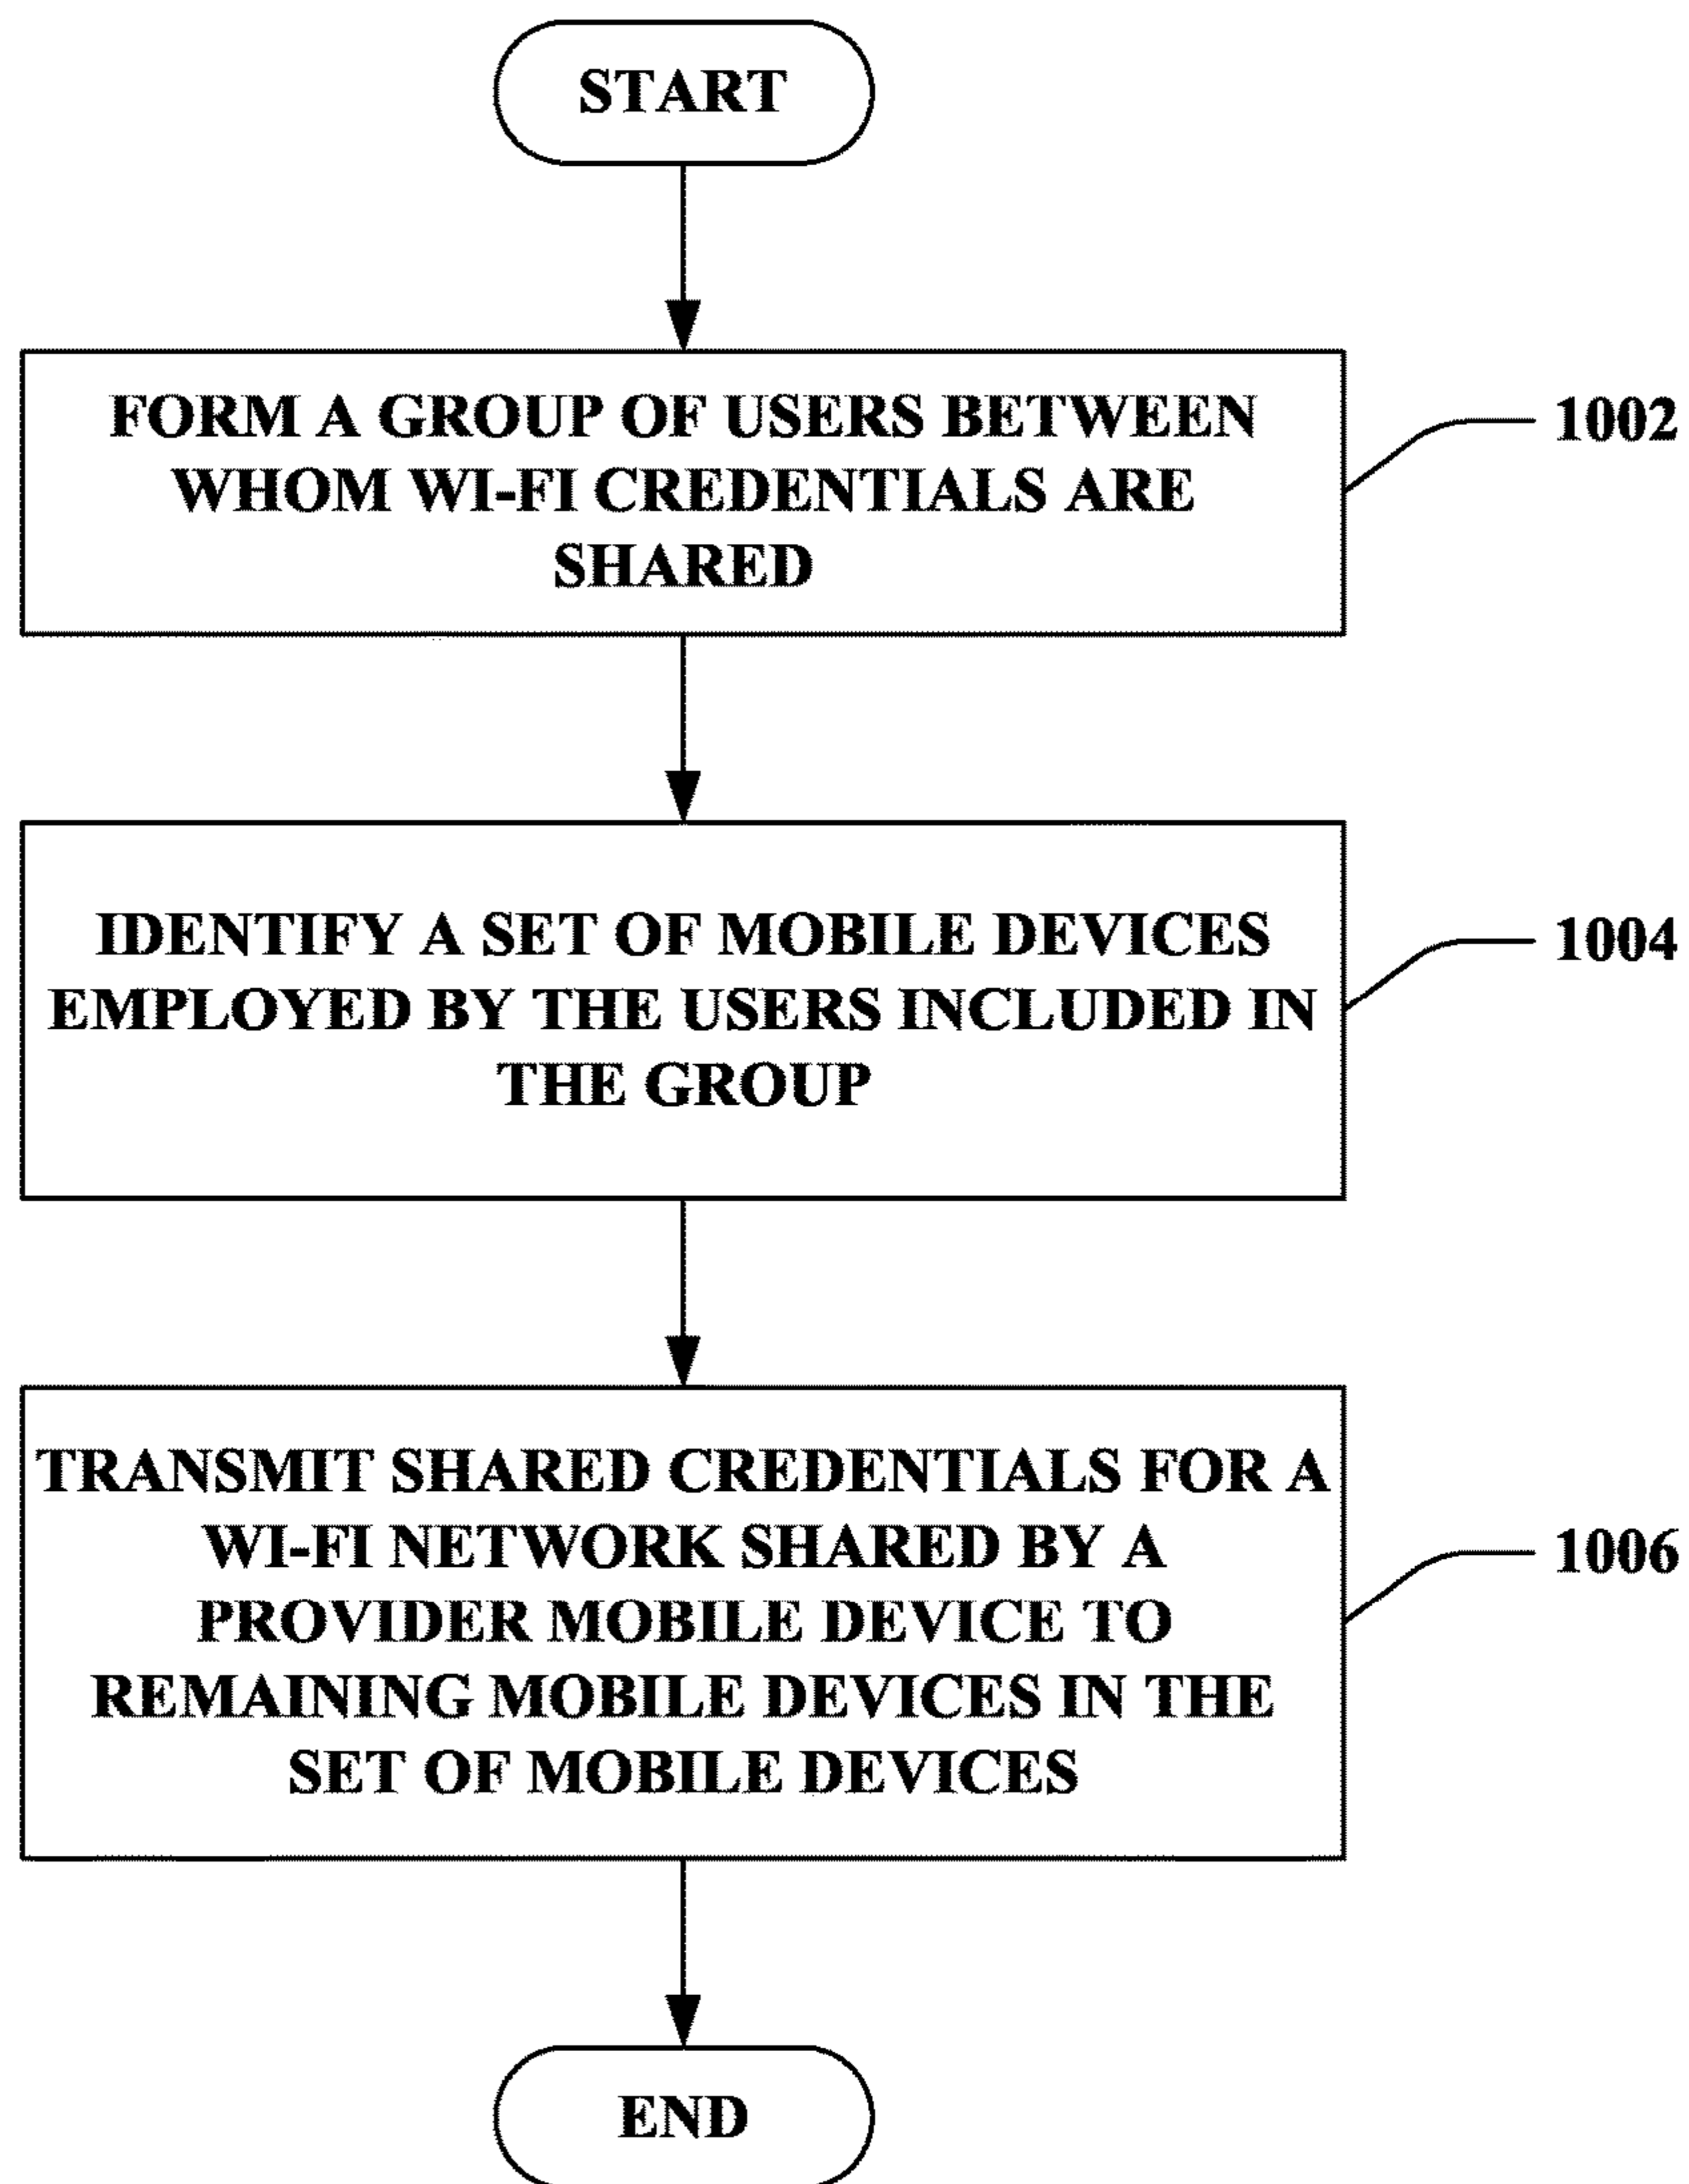 START
FORM A GROUP OF USERS BETWEEN
WHOM WI-FI CREDENTIALS ARE
SHARED
1002
IDENTIFY A SET OF MOBILE DEVICES
EMPLOYED BY THE USERS INCLUDED IN
THE GROUP
1004
TRANSMIT SHARED CREDENTIALS FOR A
WI-FI NETWORK SHARED BY A
PROVIDER MOBILE DEVICE TO
REMAINING MOBILE DEVICES IN THE
SET OF MOBILE DEVICES
1006
END